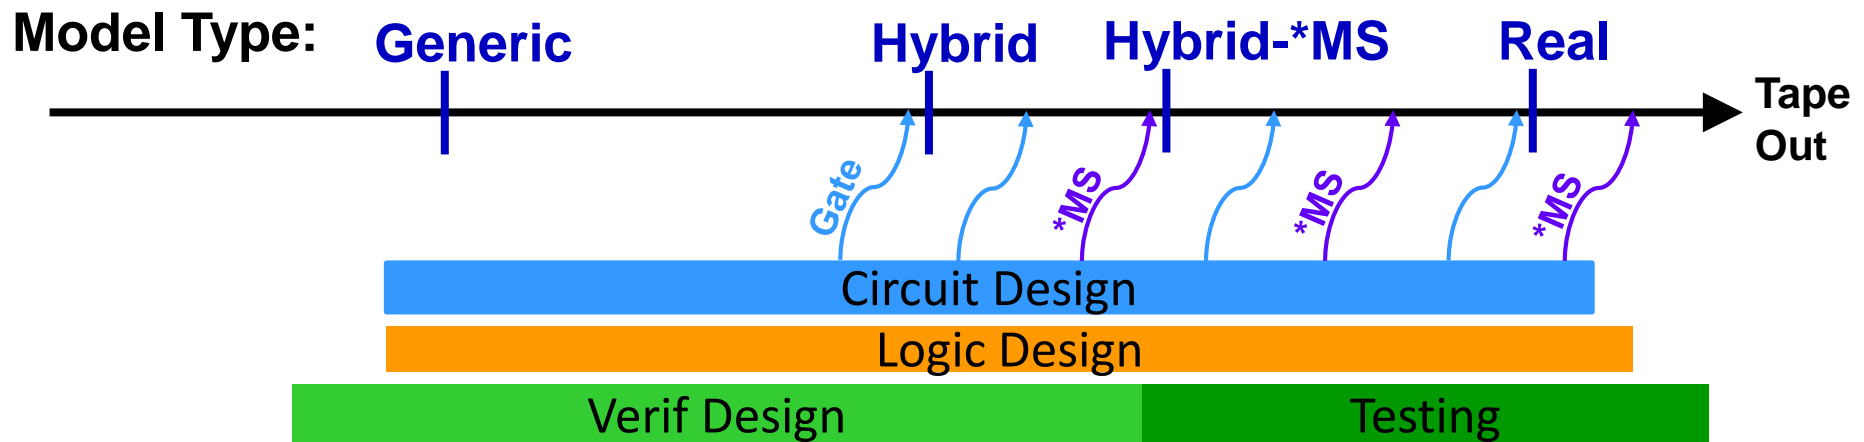 Model Type: Generic Hybrid Hybrid-*MS Real
Tape
Out
Gate *MS *MS *MS
Circuit Design
Logic Design
Verif Design Testing